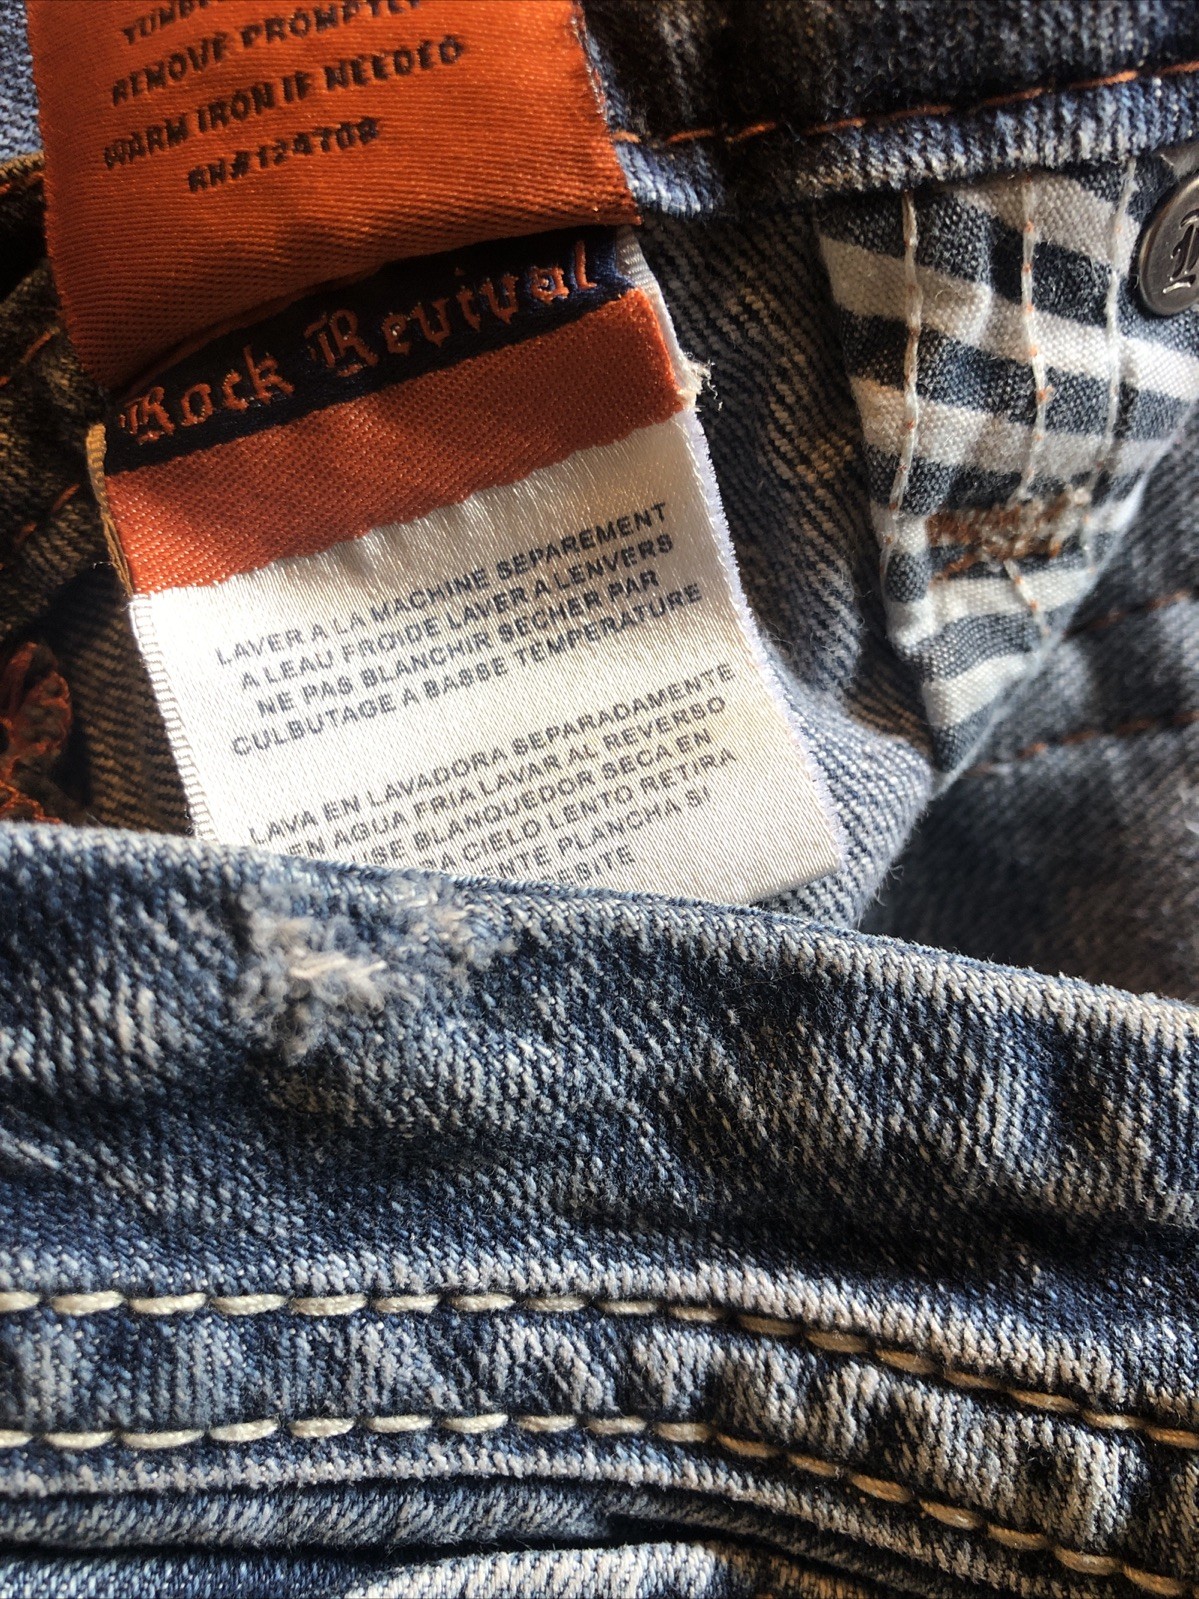 REMOVE PROMPTLY
WARM IRON IF NEEDED
RN#124708
Rock Revival
LAVER A LA MACHINE SEPAREMENT
A LEAU FROIDE LAVER A LENVERS
NE PAS BLANCHIR SECHER PAR
CULBUTAGE A BASSE TEMPERATURE
LAVA EN LAVADORA SEPARADAMENTE
EN AGUA FRIA LAVAR AL REVERSO
USE BLANQUEDOR SECA EN
CIELO LENTO RETIRA
PLANCHA SI